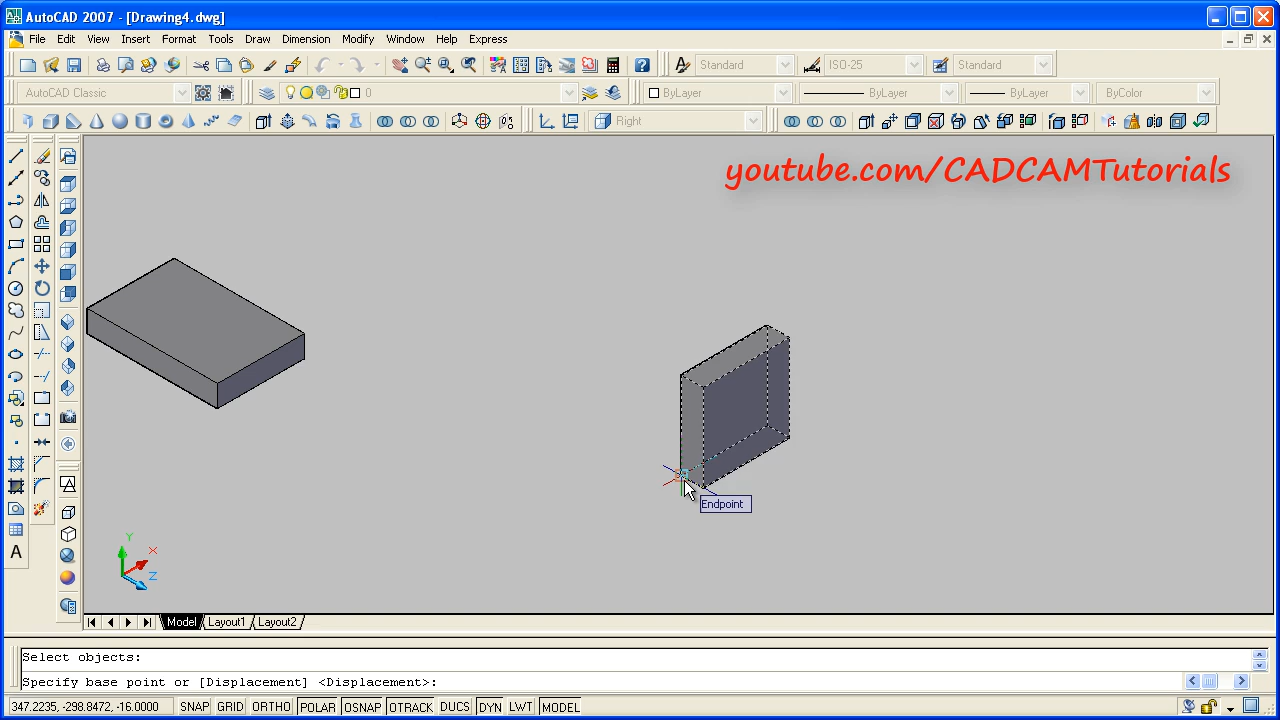 AutoCAD 2007 - [Drawing4.dwg]
File Edit View Insert Format Tools Draw Dimension Modify Window Help Express
Standard ISO-25 Standard
AutoCAD Classic 0 ByLayer ByLayer ByLayer ByColor
Right
youtube.com/CADCAMTutorials
Endpoint
Y
X
Z
A
Model Layout1 Layout2
Select objects:
Specify base point or [Displacement] <Displacement>:
347.2235, -298.8472, -16.0000 SNAP GRID ORTHO POLAR OSNAP OTRACK DUCS DYN LWT MODEL